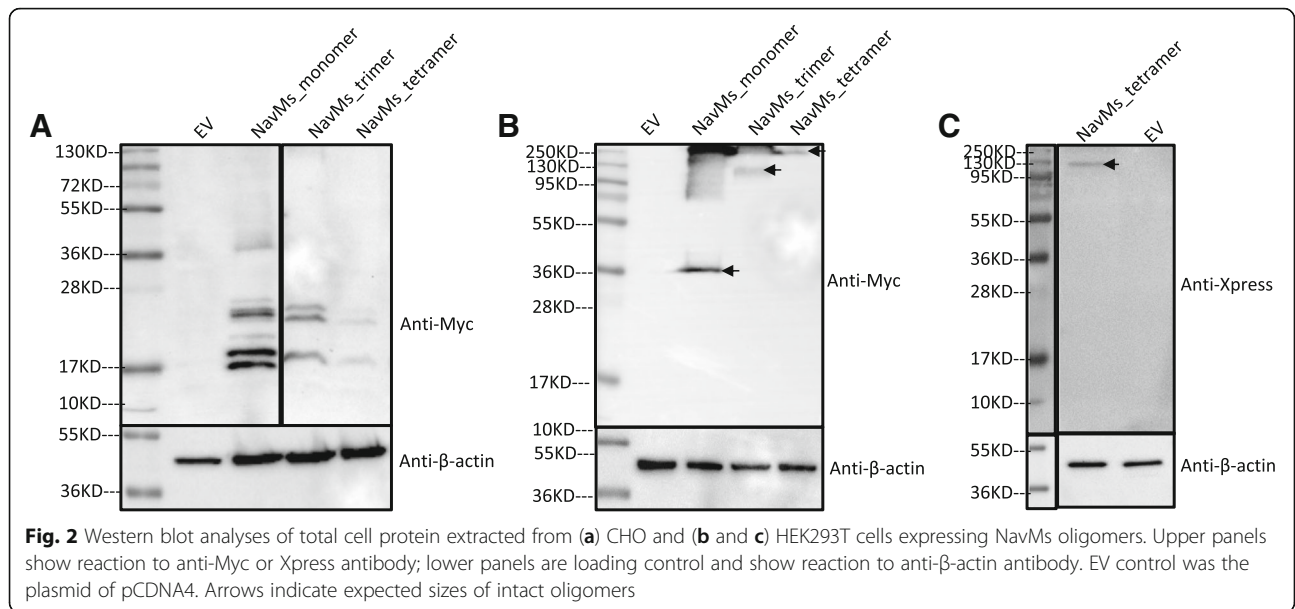 A
EV
NavMs_monomer
NavMs_trimer
NavMs_tetramer
130KD---
72KD---
55KD---
36KD---
28KD---
17KD----
10KD---
55KD---
36KD---
Anti-Myc
Anti-β-actin
B
EV
NavMs_monomer
NavMs_trimer
NavMs_tetramer
250KD---
130KD---
95KD---
55KD---
36KD---
28KD---
17KD---
10KD---
55KD---
36KD---
Anti-Myc
Anti-β-actin
C
NavMs_tetramer
EV
250KD---
130KD---
95KD---
55KD---
36KD---
28KD---
17KD---
10KD---
55KD---
36KD---
Anti-Xpress
Anti-β-actin
Fig. 2 Western blot analyses of total cell protein extracted from (a) CHO and (b and c) HEK293T cells expressing NavMs oligomers. Upper panels
show reaction to anti-Myc or Xpress antibody; lower panels are loading control and show reaction to anti-β-actin antibody. EV control was the
plasmid of pCDNA4. Arrows indicate expected sizes of intact oligomers